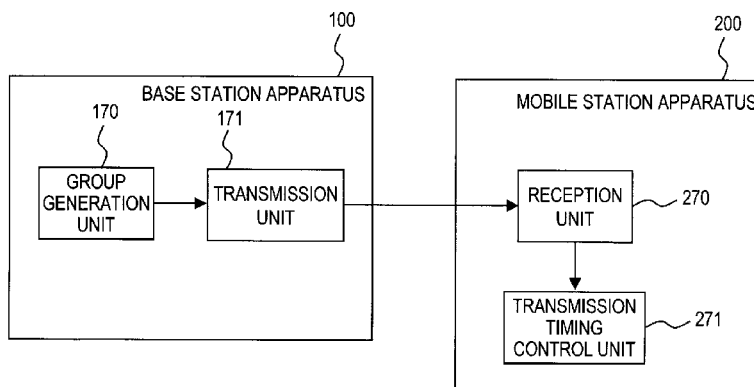 100
200
BASE STATION APPARATUS
MOBILE STATION APPARATUS
170
171
GROUP
GENERATION
UNIT
TRANSMISSION
UNIT
RECEPTION
UNIT
270
TRANSMISSION
TIMING
CONTROL UNIT
271